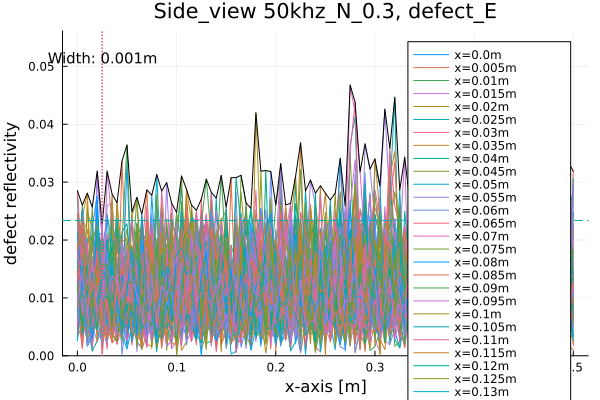 Side_view 50khz_N_0.3, defect_E
Width: 0.001m
defect reflectivity
0.05
0.04
0.03
0.02
0.01
0.00
0.0
0.1
0.2
0.3
.5
x-axis [m]
x=0.0m
x=0.005m
x=0.01m
x=0.015m
x=0.02m
x=0.025m
x=0.03m
x=0.035m
x=0.04m
x=0.045m
x=0.05m
x=0.055m
x=0.06m
x=0.065m
x=0.07m
x=0.075m
x=0.08m
x=0.085m
x=0.09m
x=0.095m
x=0.1m
x=0.105m
x=0.11m
x=0.115m
x=0.12m
x=0.125m
x=0.13m